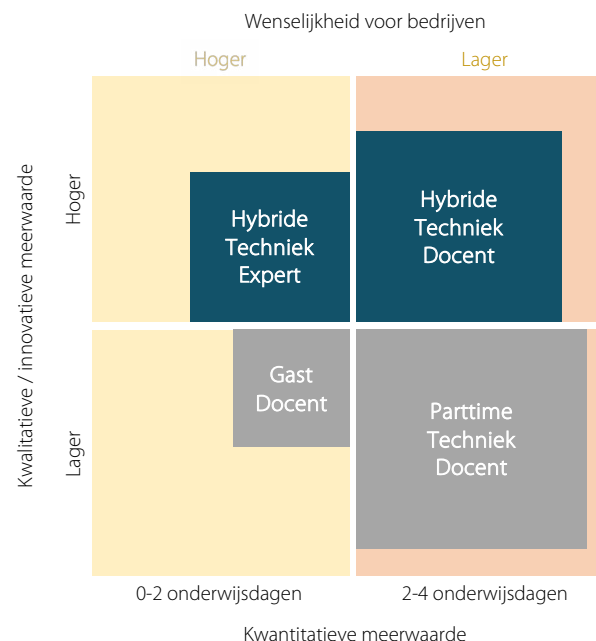 Wenselijkheid voor bedrijven
Hoger
Lager
Kwalitatieve / innovatieve meerwaarde
Hoger
Hybride
Techniek
Expert
Hybride
Techniek
Docent
Lager
Gast
Docent
Parttime
Techniek
Docent
0-2 onderwijsdagen
2-4 onderwijsdagen
Kwantitatieve meerwaarde